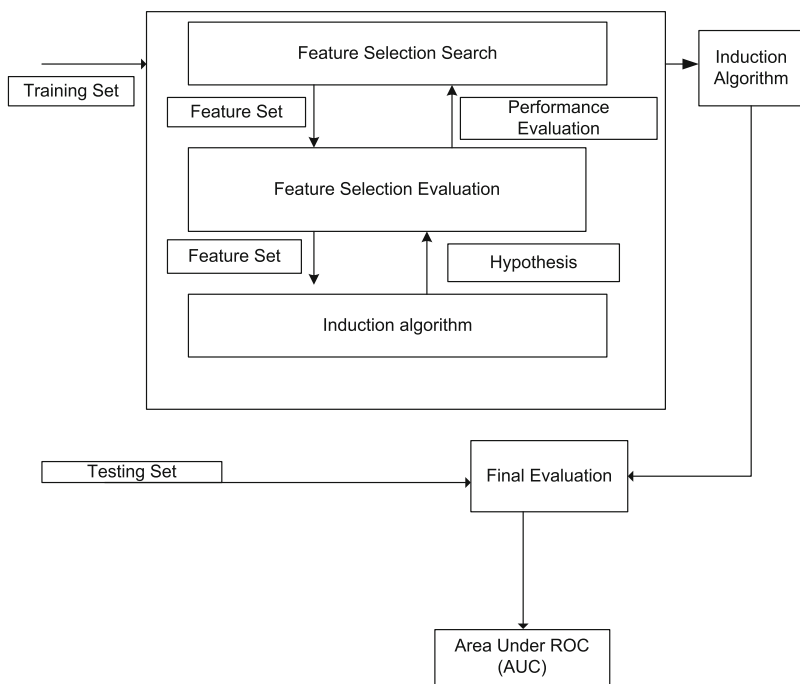 Feature Selection Search
Induction
Algorithm
Training Set
Feature Set
Performance
Evaluation
Feature Selection Evaluation
Feature Set
Hypothesis
Induction algorithm
Testing Set
Final Evaluation
Area Under ROC
(AUC)